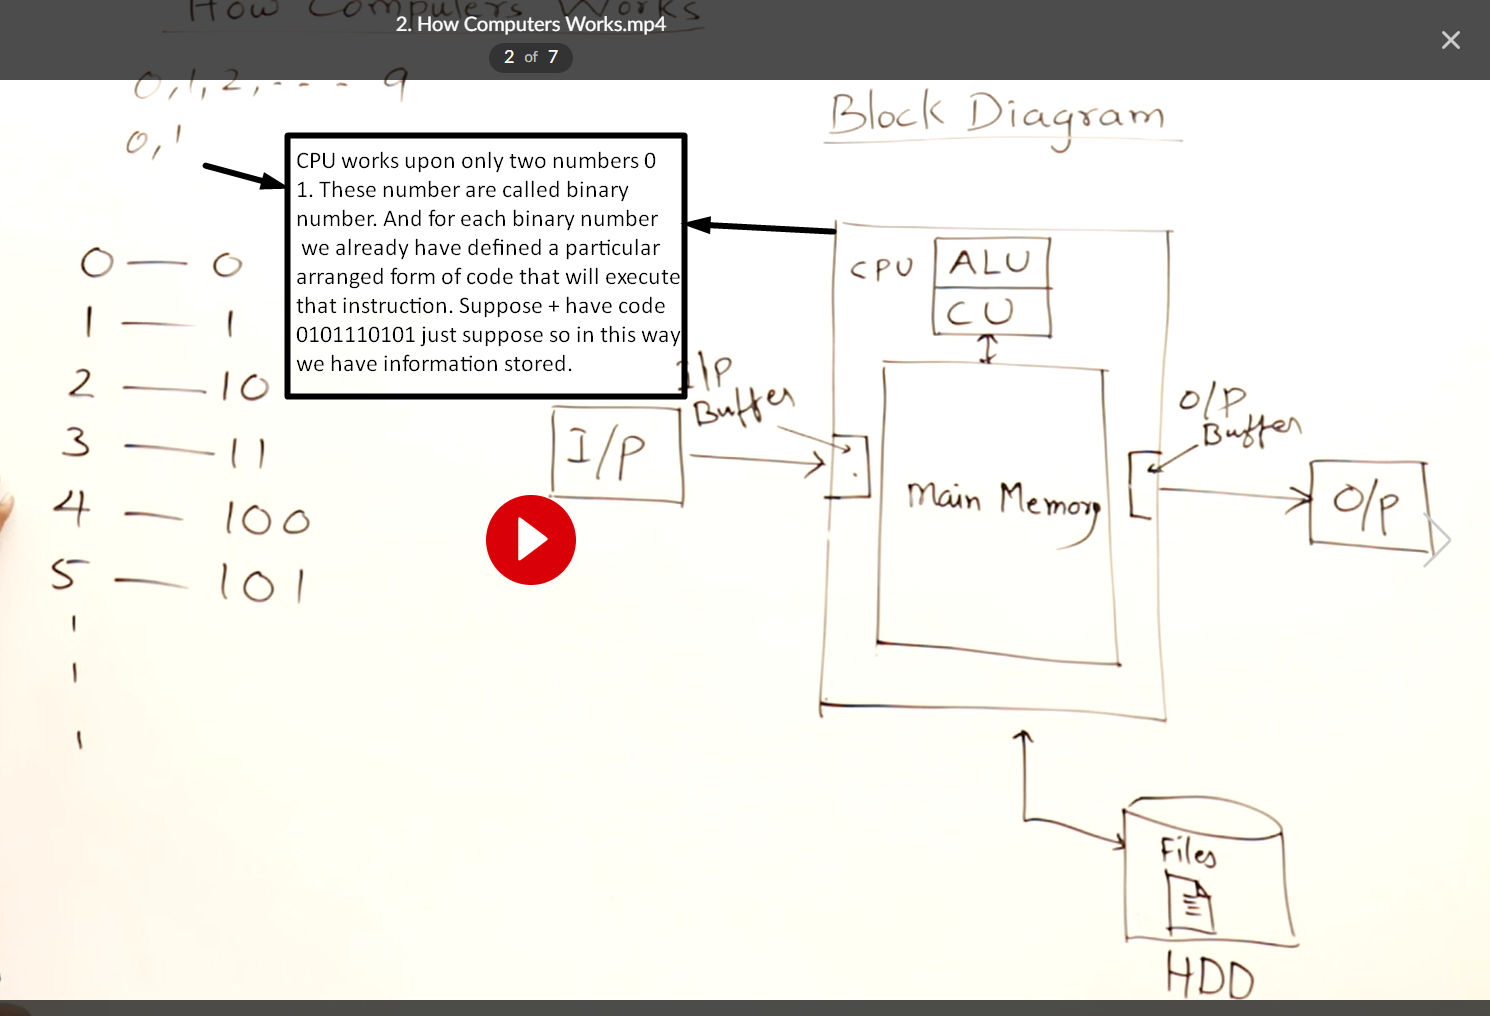 How Computers Works
2. How Computers Works.mp4
2 of 7
0,1,2,---- 9
0,1
Block Diagram
CPU works upon only two numbers 0
1. These number are called binary
number. And for each binary number
we already have defined a particular
arranged form of code that will execute
that instruction. Suppose + have code
0101110101 just suppose so in this way
we have information stored.
0 — 0
1 — 1
2 — 10
3 — 11
4 — 100
5 — 101
CPU
ALU
CU
I/P
Buffer
I/P
Main Memory
O/P
Buffer
O/P
Files
HDD